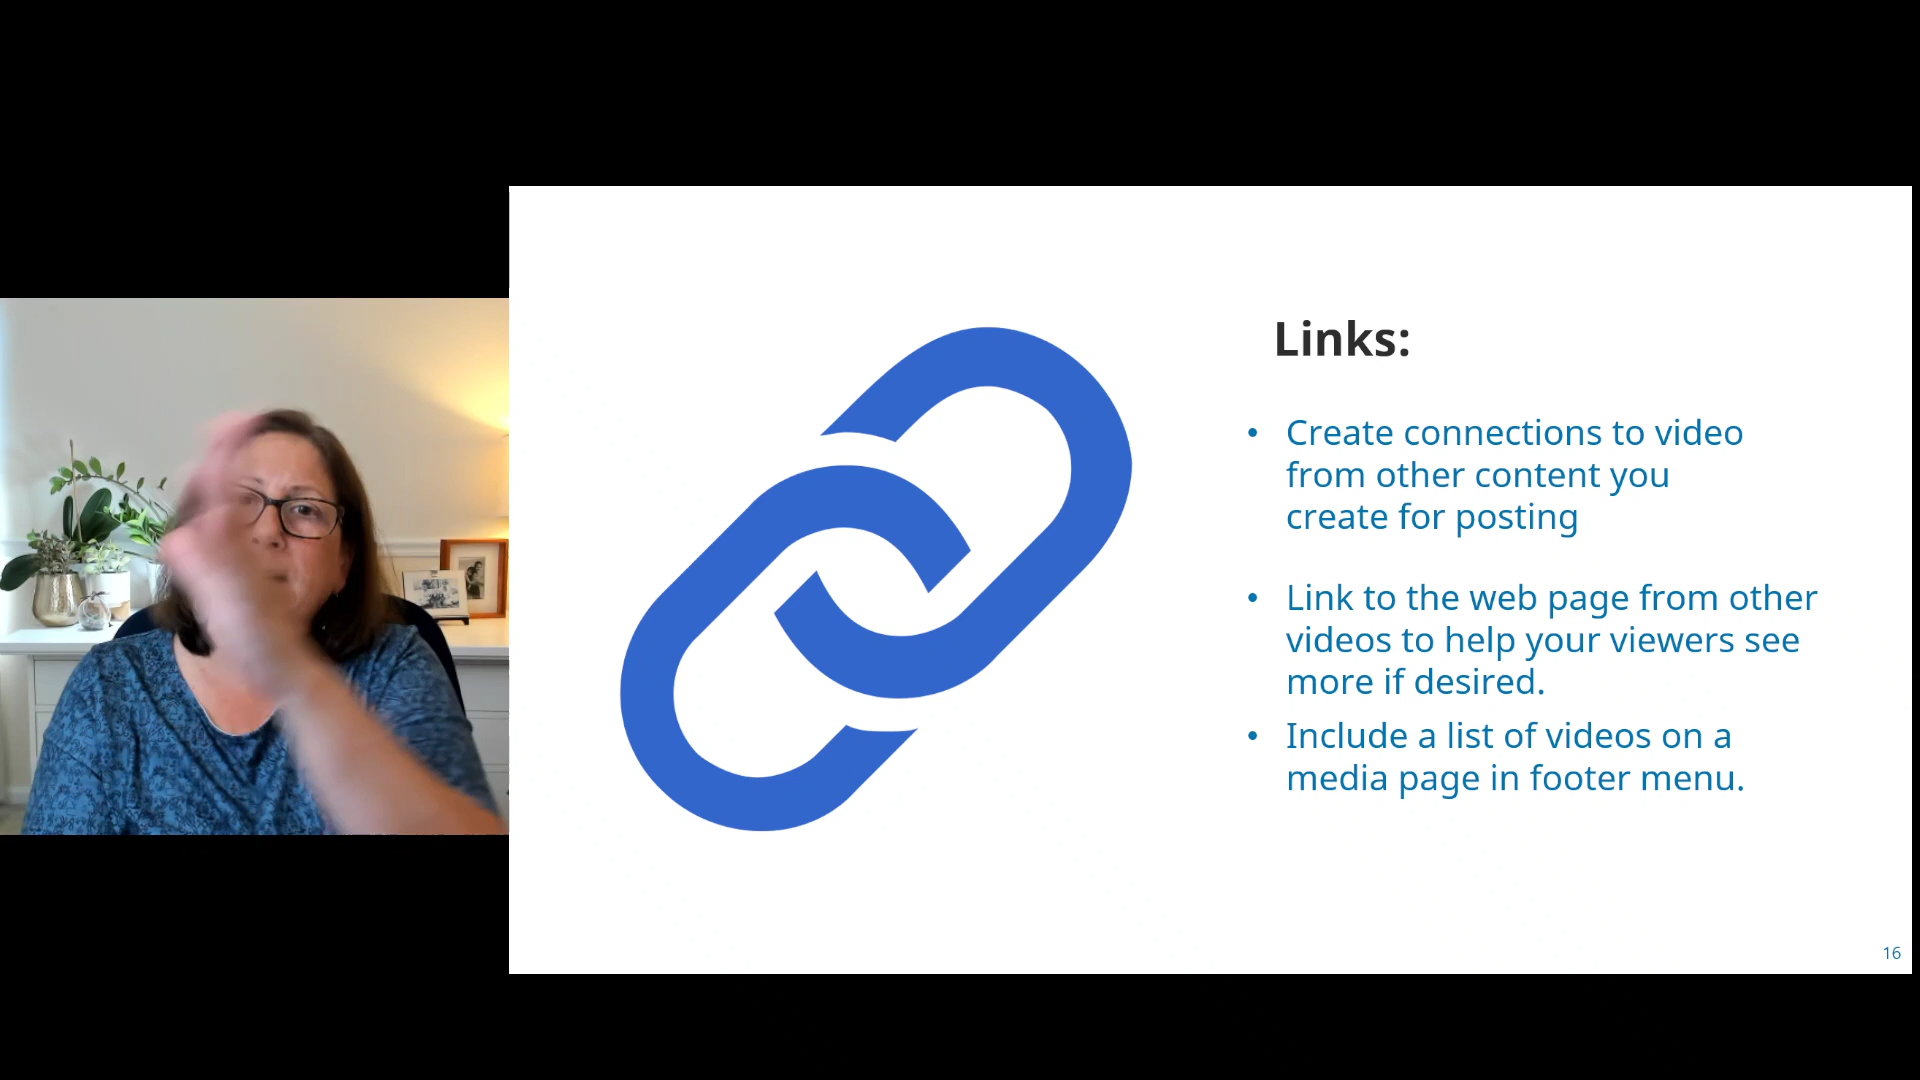 Links:
• Create connections to video
from other content you
create for posting
• Link to the web page from other
videos to help your viewers see
more if desired.
• Include a list of videos on a
media page in footer menu.
16